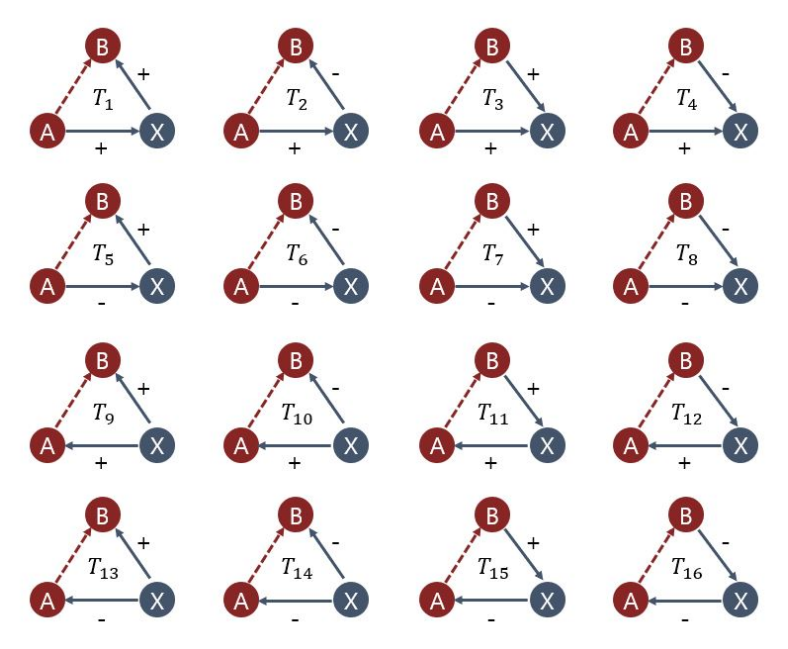 B B B B
+ - + -
T1 T2 T3 T4
A X A X A X A X
+ + + +
B B B B
+ - + -
T5 T6 T7 T8
A X A X A X A X
- - - -
B B B B
+ - + -
T9 T10 T11 T12
A X A X A X A X
+ + + +
B B B B
+ - + -
T13 T14 T15 T16
A X A X A X A X
- - - -